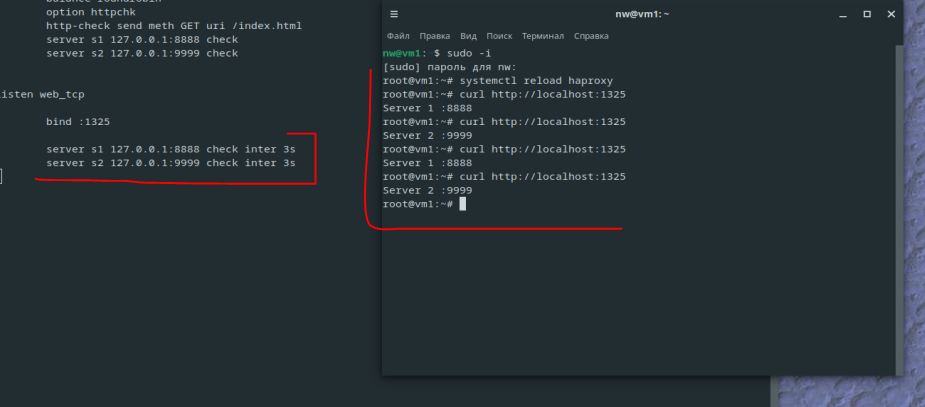 option httpchk
http-check send meth GET uri /index.html
server s1 127.0.0.1:8888 check
server s2 127.0.0.1:9999 check
listen web_tcp
bind :1325
server s1 127.0.0.1:8888 check inter 3s
server s2 127.0.0.1:9999 check inter 3s
nw@vm1: ~
Файл Правка Вид Поиск Терминал Справка
nw@vm1:~$ sudo -i
[sudo] пароль для nw:
root@vm1:~# systemctl reload haproxy
root@vm1:~# curl http://localhost:1325
Server 1 :8888
root@vm1:~# curl http://localhost:1325
Server 2 :9999
root@vm1:~# curl http://localhost:1325
Server 1 :8888
root@vm1:~# curl http://localhost:1325
Server 2 :9999
root@vm1:~#